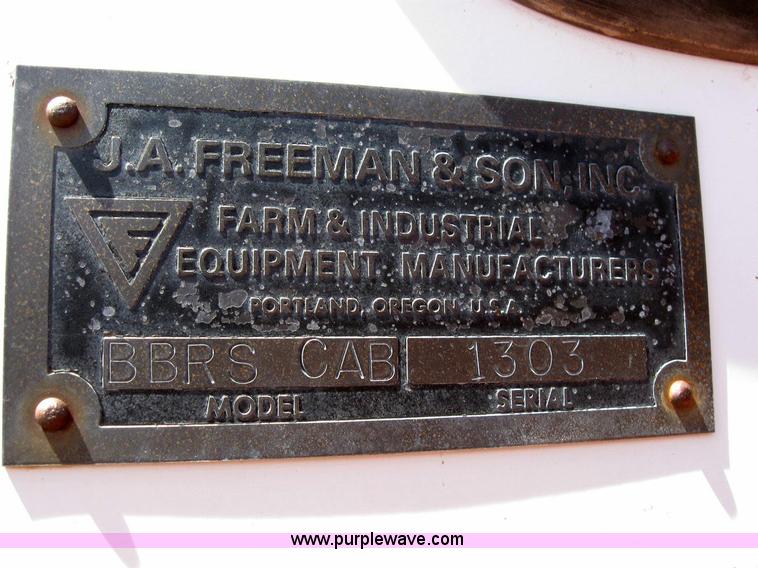 J.A. FREEMAN & SON, INC
F
FARM & INDUSTRIAL
EQUIPMENT MANUFACTURERS
PORTLAND, OREGON U.S.A.
BBRS CAB 1303
MODEL SERIAL
www.purplewave.com